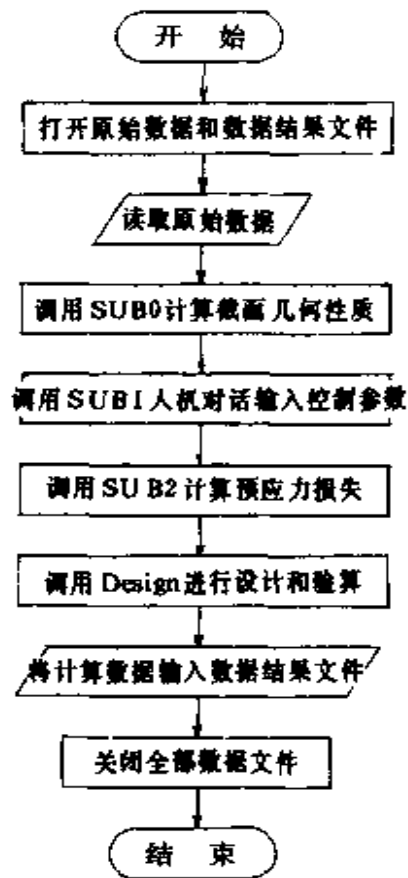 开 始
打开原始数据和数据结果文件
读取原始数据
调用SUB0计算截面几何性质
调用SUBI人机对话输入控制参数
调用SUB2计算预应力损失
调用Design进行设计和验算
将计算数据输入数据结果文件
关闭全部数据文件
结 束